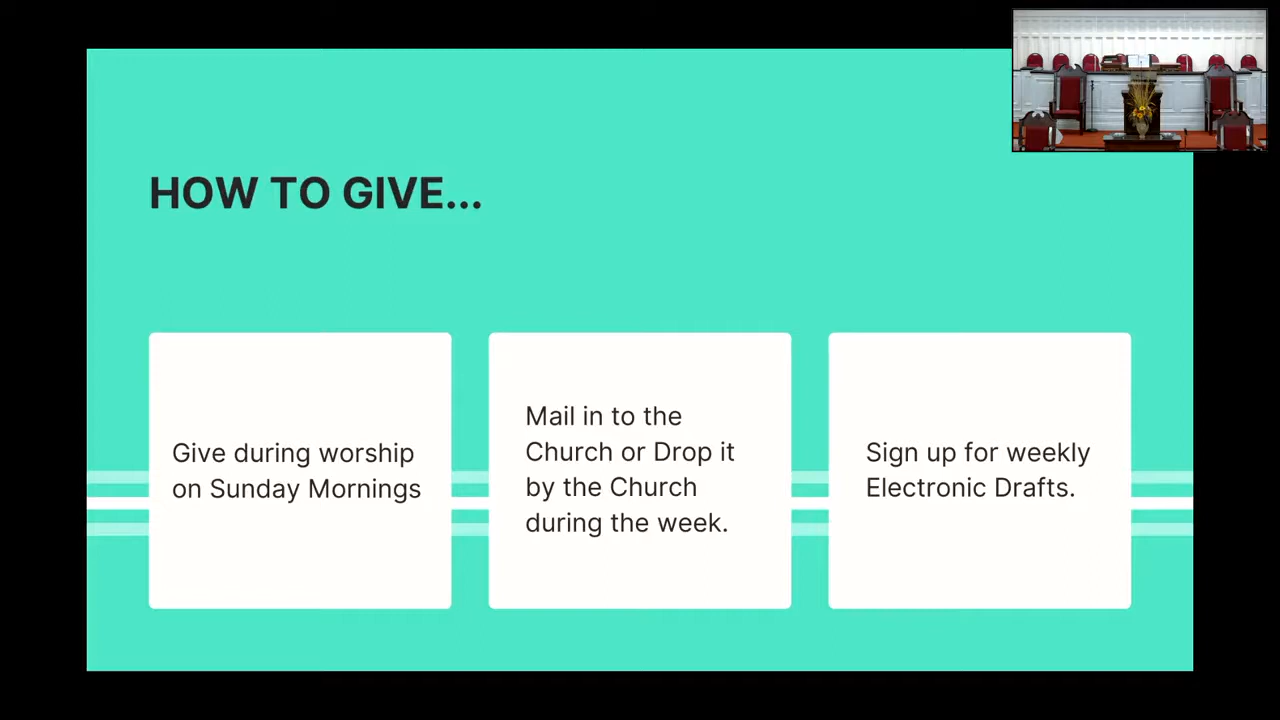 HOW TO GIVE...
Give during worship
on Sunday Mornings
Mail in to the
Church or Drop it
by the Church
during the week.
Sign up for weekly
Electronic Drafts.